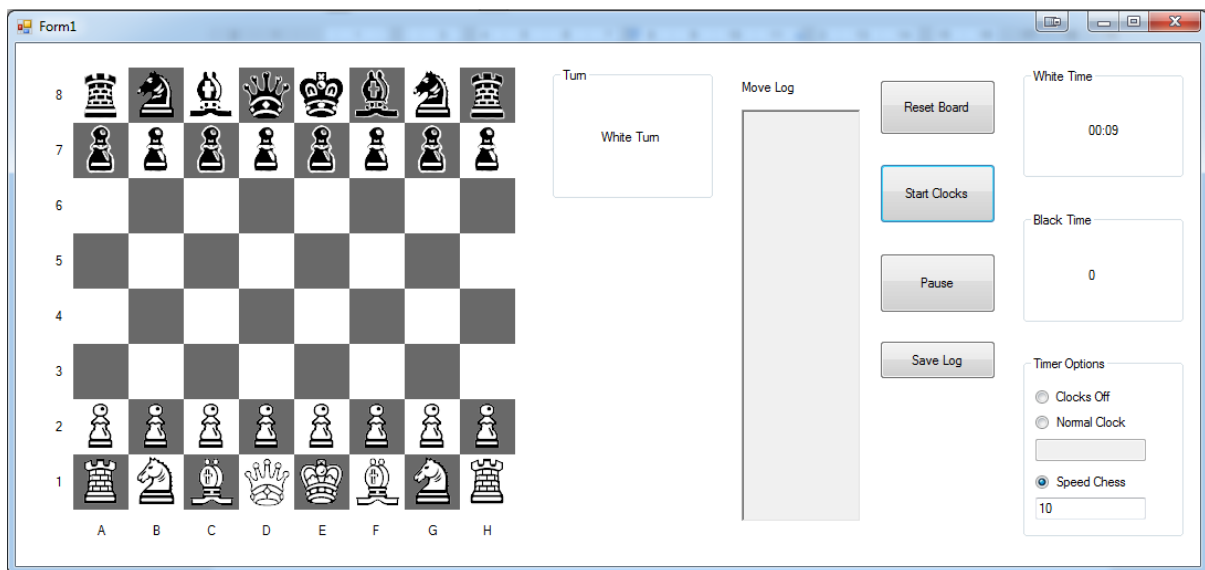 Form1
8
7
6
5
4
3
2
1
A B C D E F G H
Turn
White Turn
Move Log
Reset Board
Start Clocks
Pause
Save Log
White Time
00:09
Black Time
0
Timer Options
Clocks Off
Normal Clock
Speed Chess
10